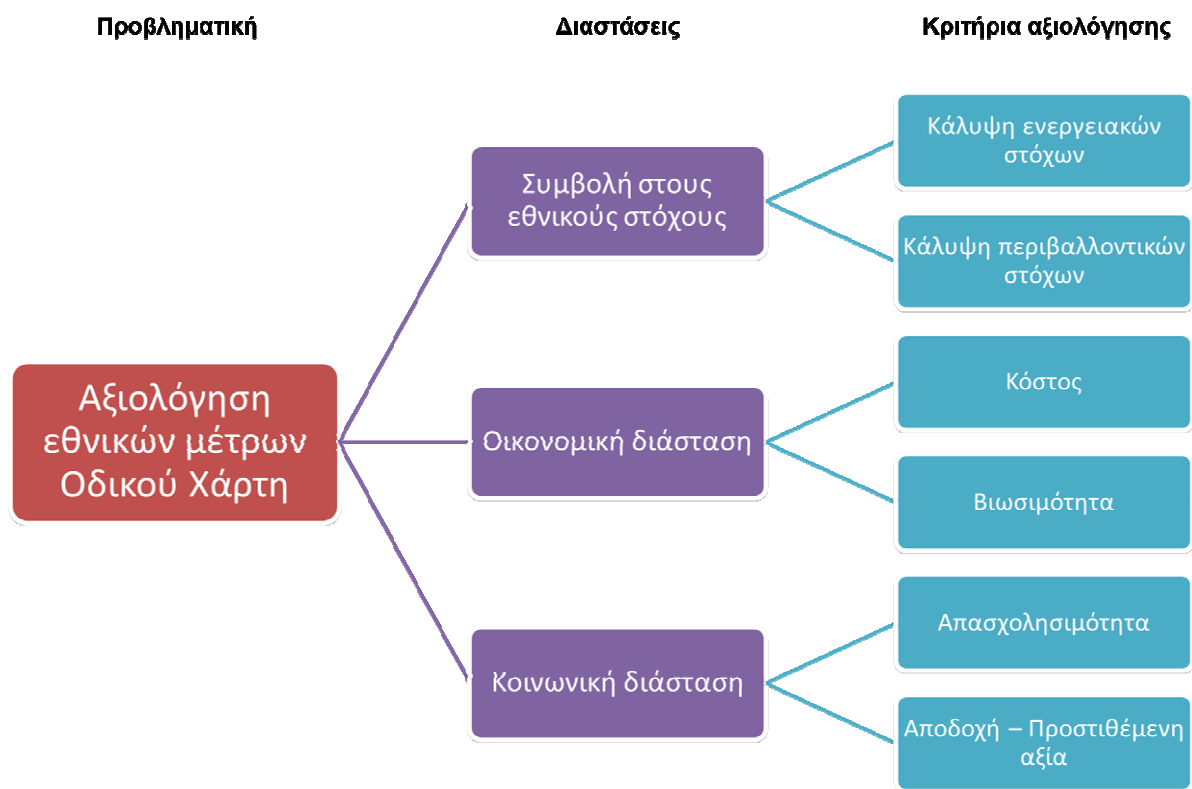 Προβληματική
Διαστάσεις
Κριτήρια αξιολόγησης
Αξιολόγηση
εθνικών μέτρων
Οδικού Χάρτη
Συμβολή στους
εθνικούς στόχους
Κάλυψη ενεργειακών
στόχων
Κάλυψη περιβαλλοντικών
στόχων
Οικονομική διάσταση
Κόστος
Βιωσιμότητα
Κοινωνική διάσταση
Απασχολησιμότητα
Αποδοχή – Προστιθέμενη
αξία